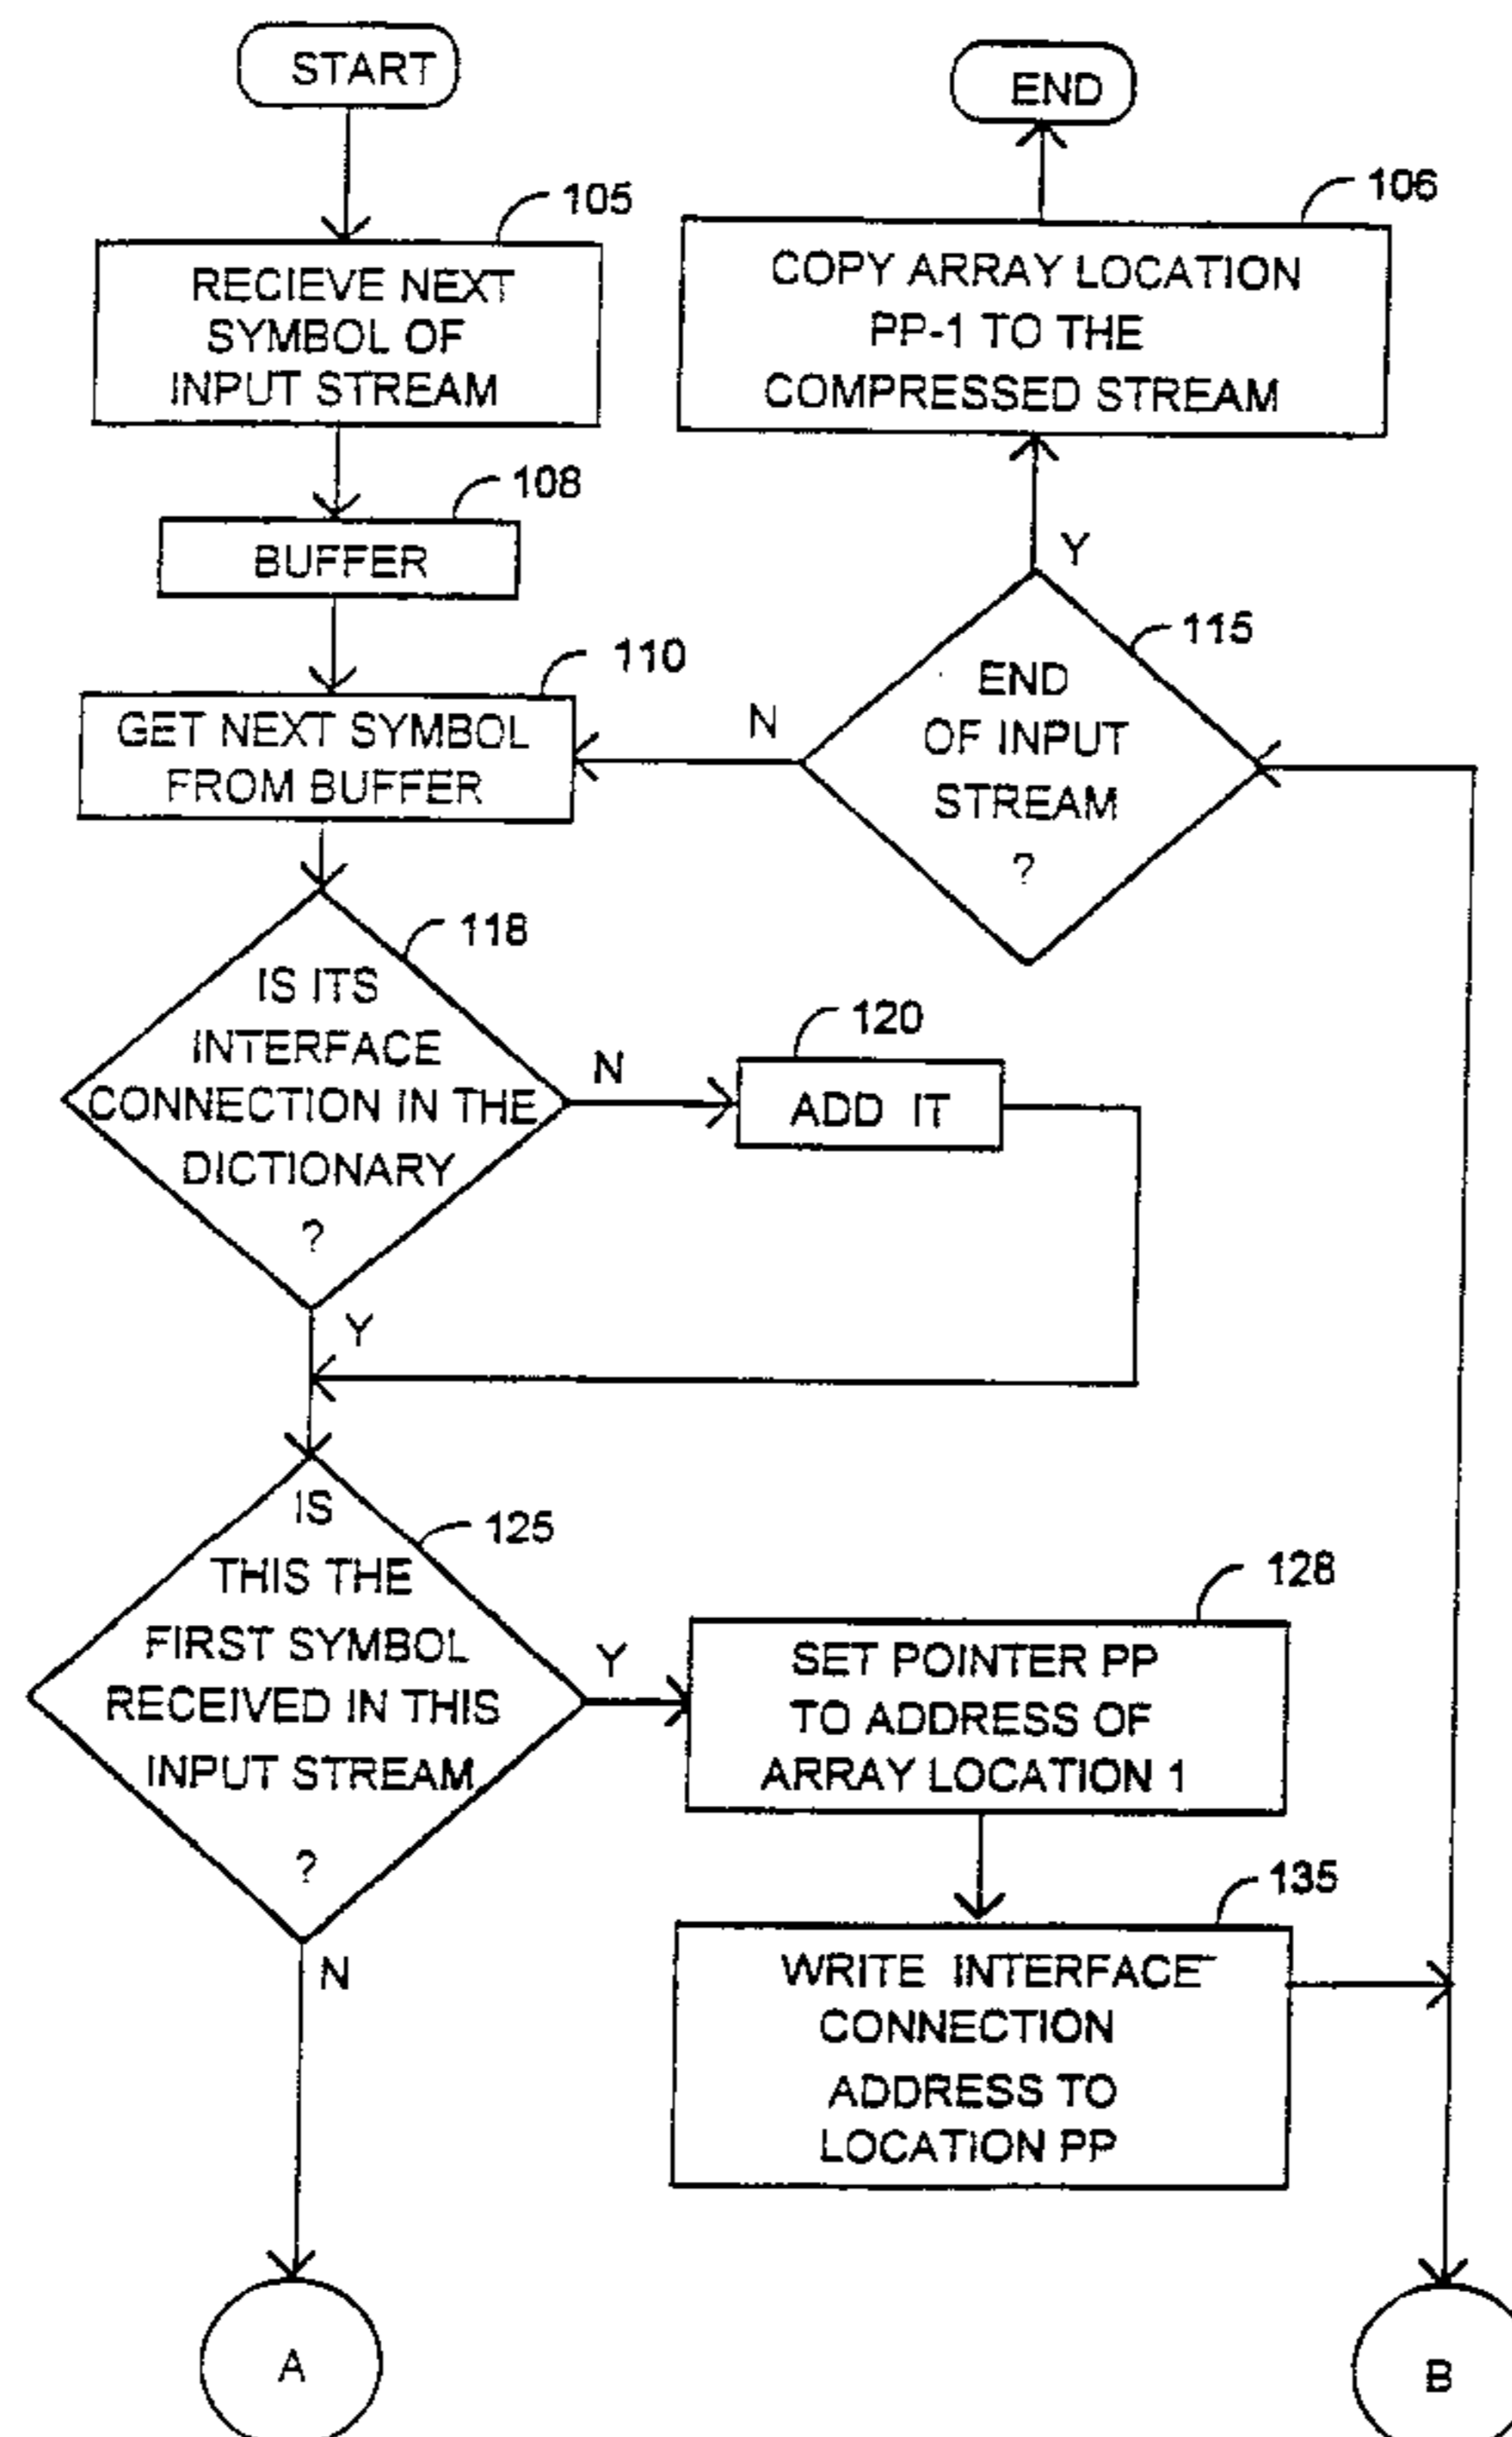 START
105
RECIEVE NEXT
SYMBOL OF
INPUT STREAM
108
BUFFER
110
GET NEXT SYMBOL
FROM BUFFER
118
IS ITS
INTERFACE
CONNECTION IN THE
DICTIONARY
?
N
Y
120
ADD IT
125
IS
THIS THE
FIRST SYMBOL
RECEIVED IN THIS
INPUT STREAM
?
Y
N
128
SET POINTER PP
TO ADDRESS OF
ARRAY LOCATION 1
135
WRITE INTERFACE
CONNECTION
ADDRESS TO
LOCATION PP
A
B
115
END
OF INPUT
STREAM
?
N
Y
106
COPY ARRAY LOCATION
PP-1 TO THE
COMPRESSED STREAM
END